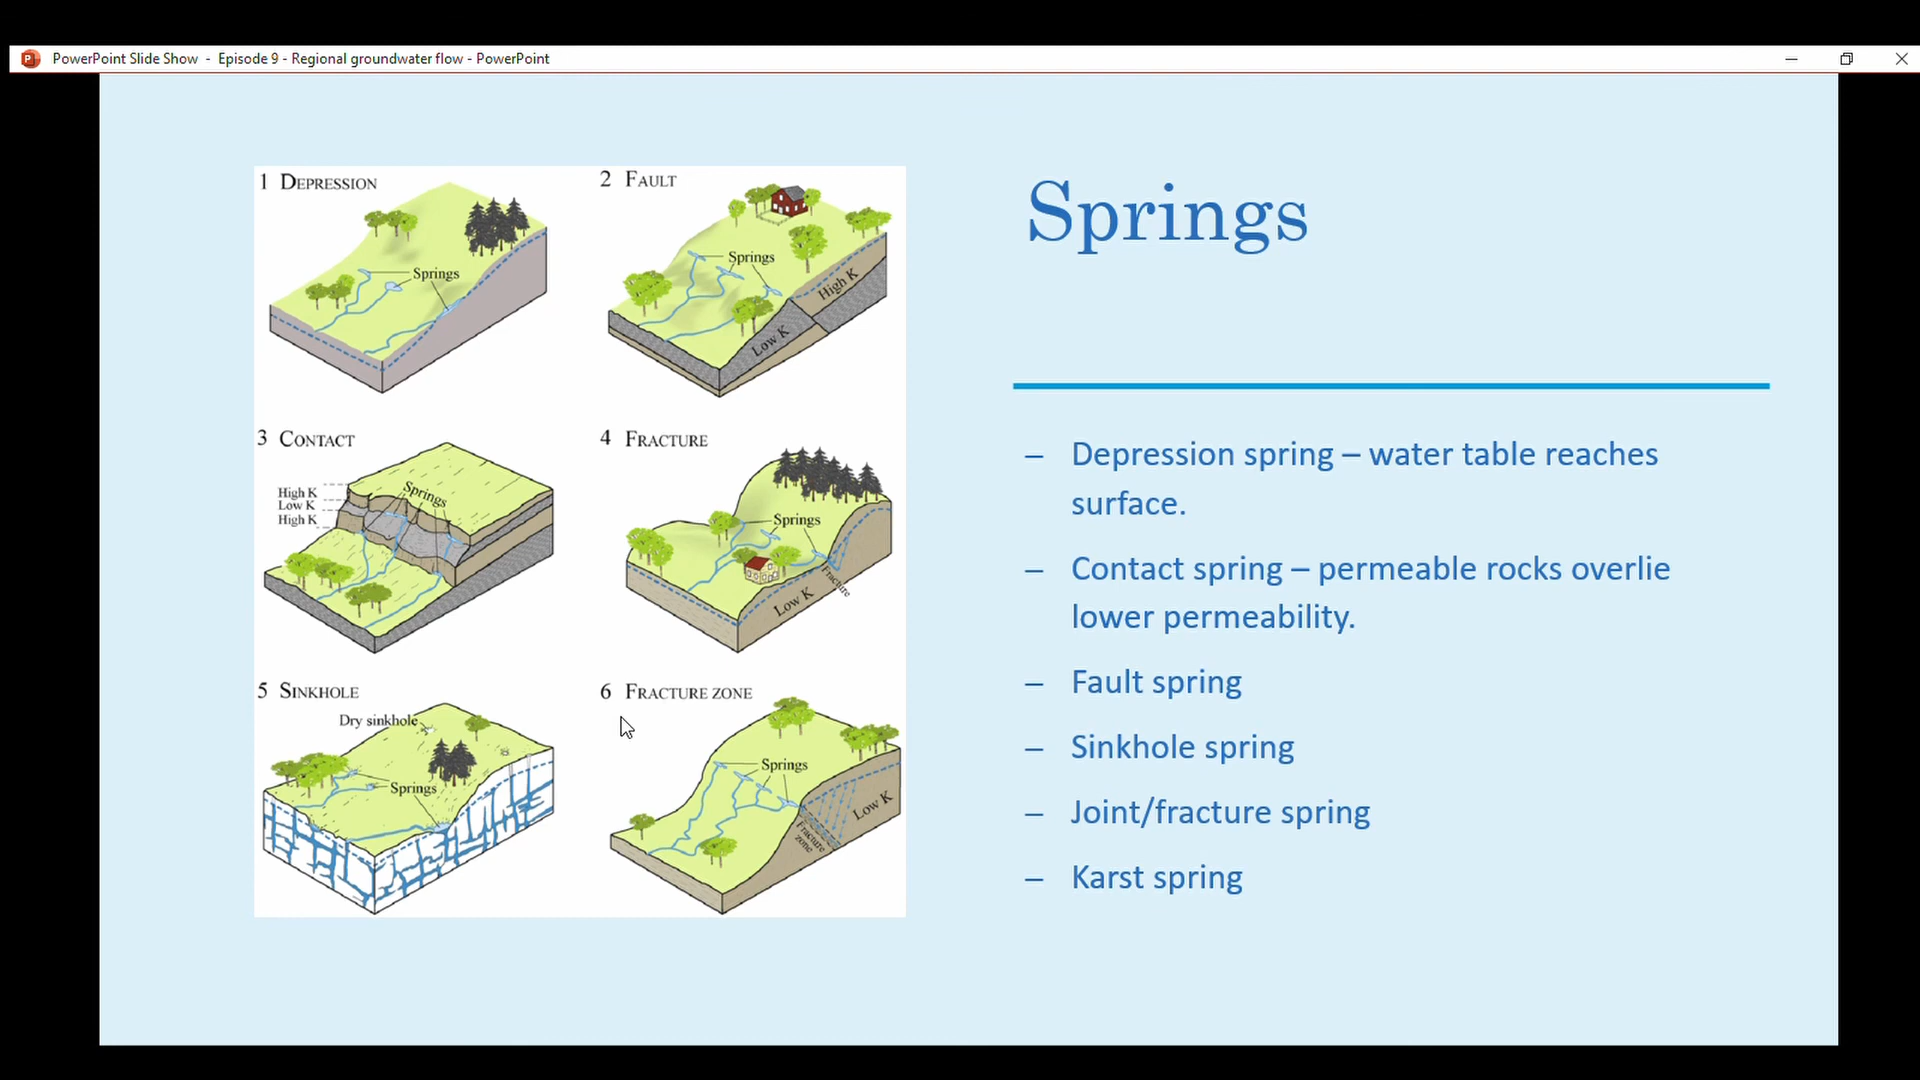 PowerPoint Slide Show - Episode 9 - Regional groundwater flow - PowerPoint
1 DEPRESSION
Springs
2 FAULT
Springs
High K
Low K
3 CONTACT
High K
Low K
High K
Springs
4 FRACTURE
Springs
Fracture
Low K
5 SINKHOLE
Dry sinkhole
Springs
6 FRACTURE ZONE
Springs
Low K
Fracture
zone
Springs
– Depression spring – water table reaches
surface.
– Contact spring – permeable rocks overlie
lower permeability.
– Fault spring
– Sinkhole spring
– Joint/fracture spring
– Karst spring